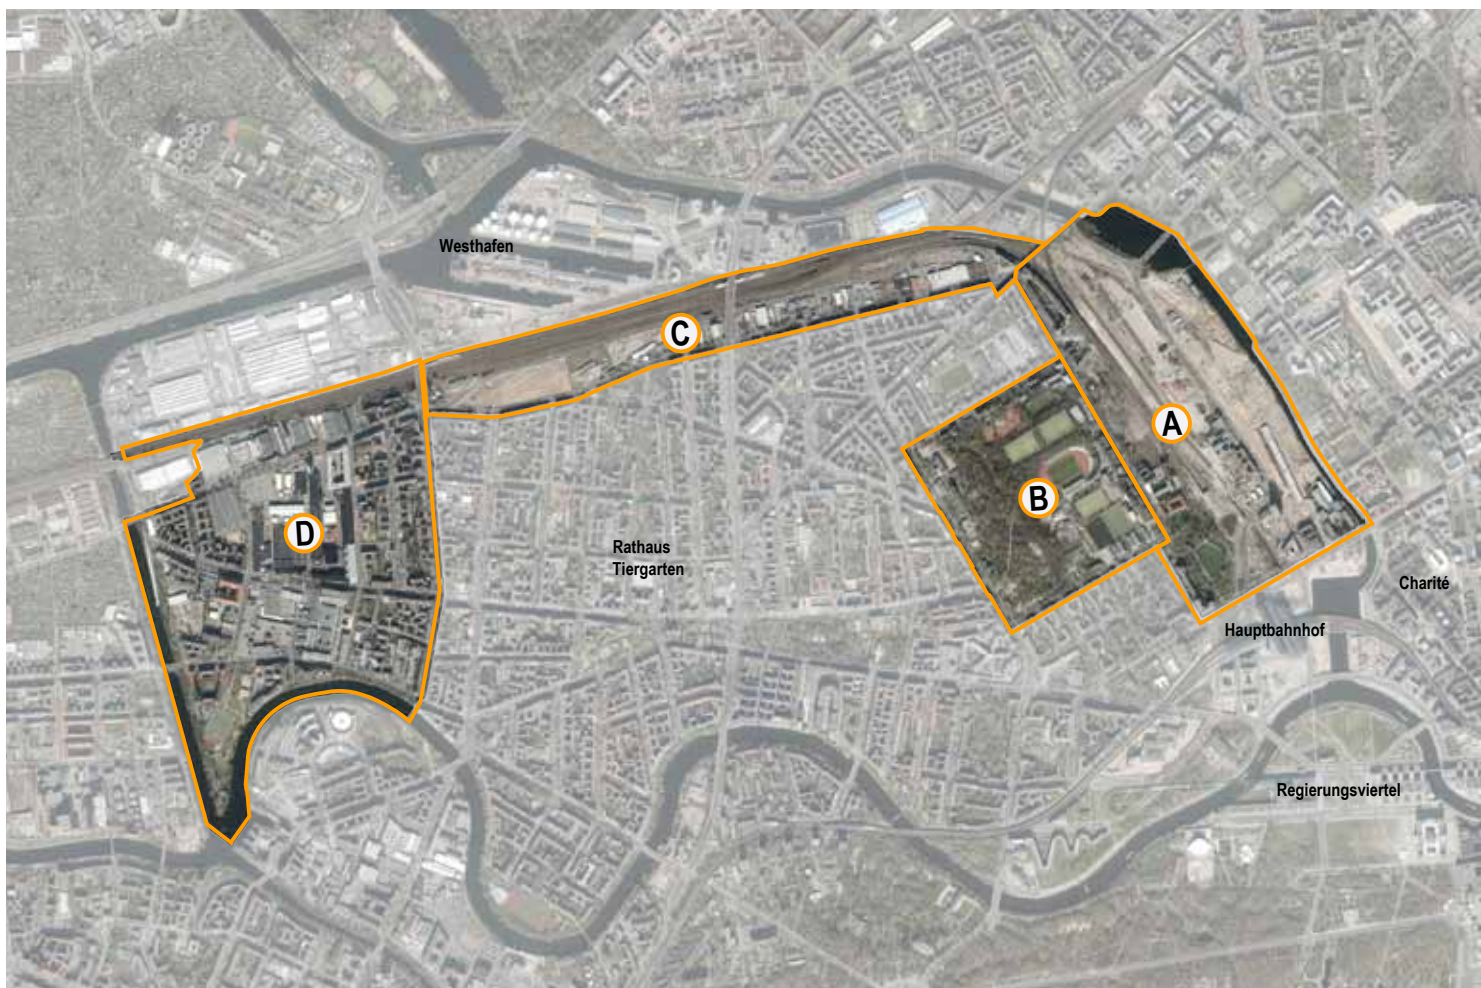 Westhafen
C
A
B
D
Rathaus
Tiergarten
Charité
Hauptbahnhof
Regierungsviertel